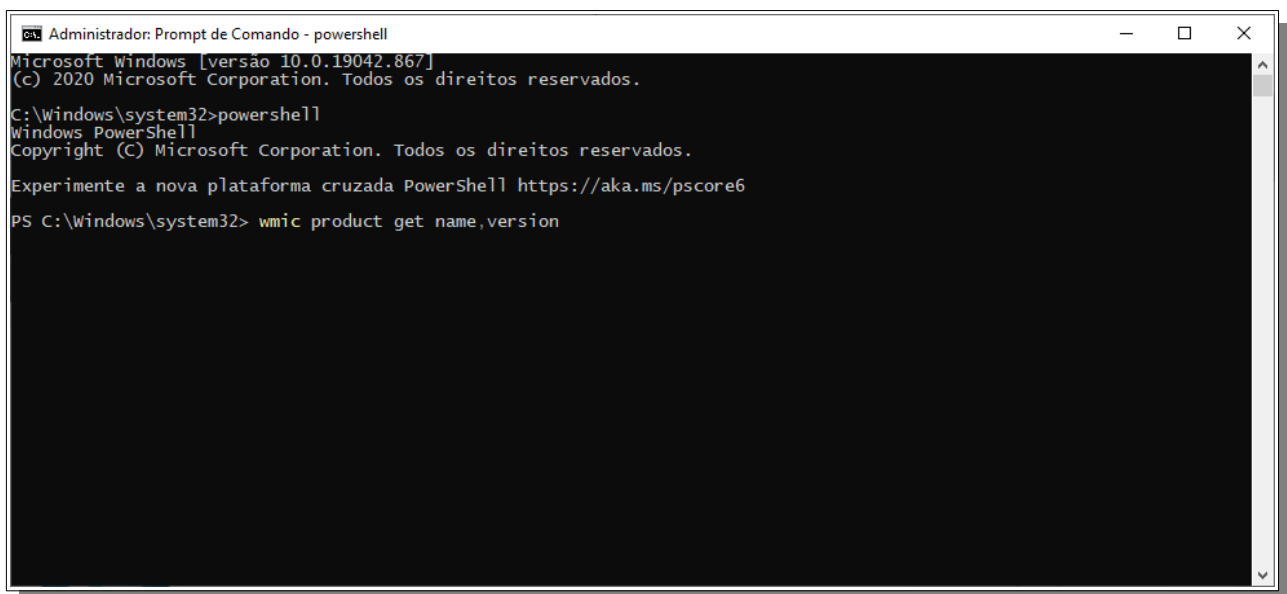 Administrador: Prompt de Comando - powershell
Microsoft Windows [versão 10.0.19042.867]
(c) 2020 Microsoft Corporation. Todos os direitos reservados.
C:\Windows\system32>powershell
Windows PowerShell
Copyright (C) Microsoft Corporation. Todos os direitos reservados.
Experimente a nova plataforma cruzada PowerShell https://aka.ms/pscore6
PS C:\Windows\system32> wmic product get name,version